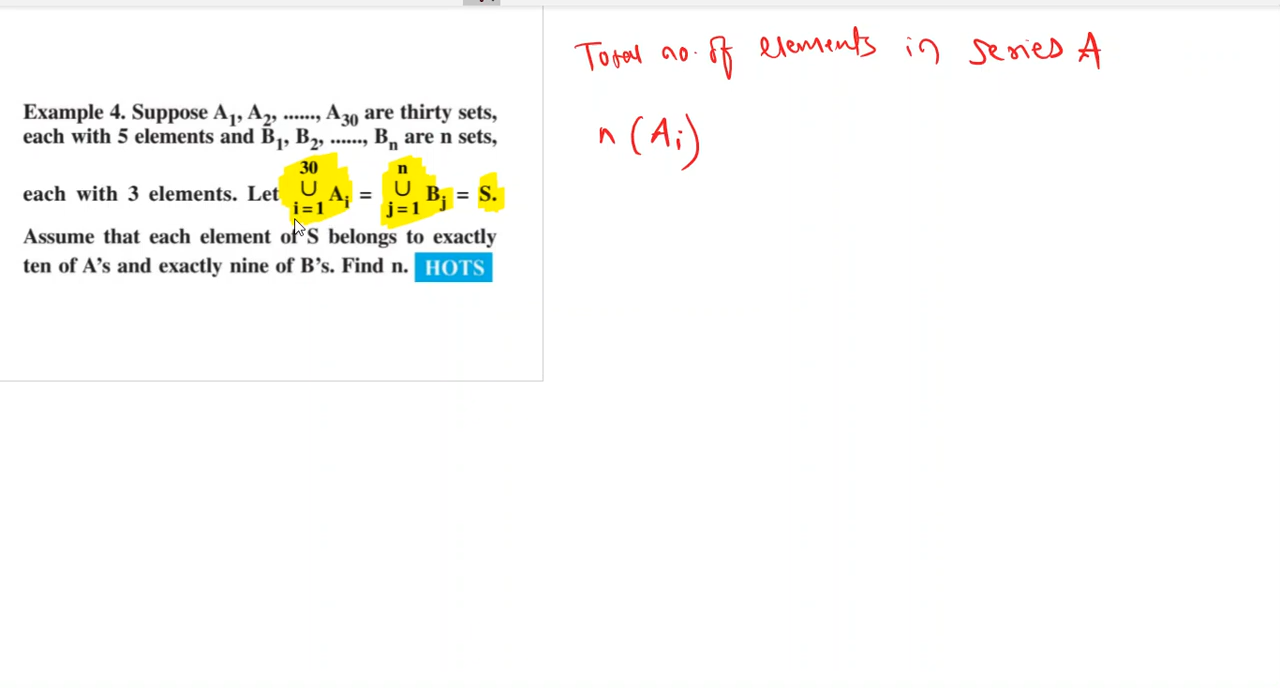 Example 4. Suppose A₁, A₂, ......, A₃₀ are thirty sets,
each with 5 elements and B₁, B₂, ......, Bₙ are n sets,
each with 3 elements. Let ³⁰∪ᵢ₌₁ Aᵢ = ⁿ∪ⱼ₌₁ Bⱼ = S.
Assume that each element of S belongs to exactly
ten of A's and exactly nine of B's. Find n. HOTS
Total no. of elements in series A
n (Aᵢ)